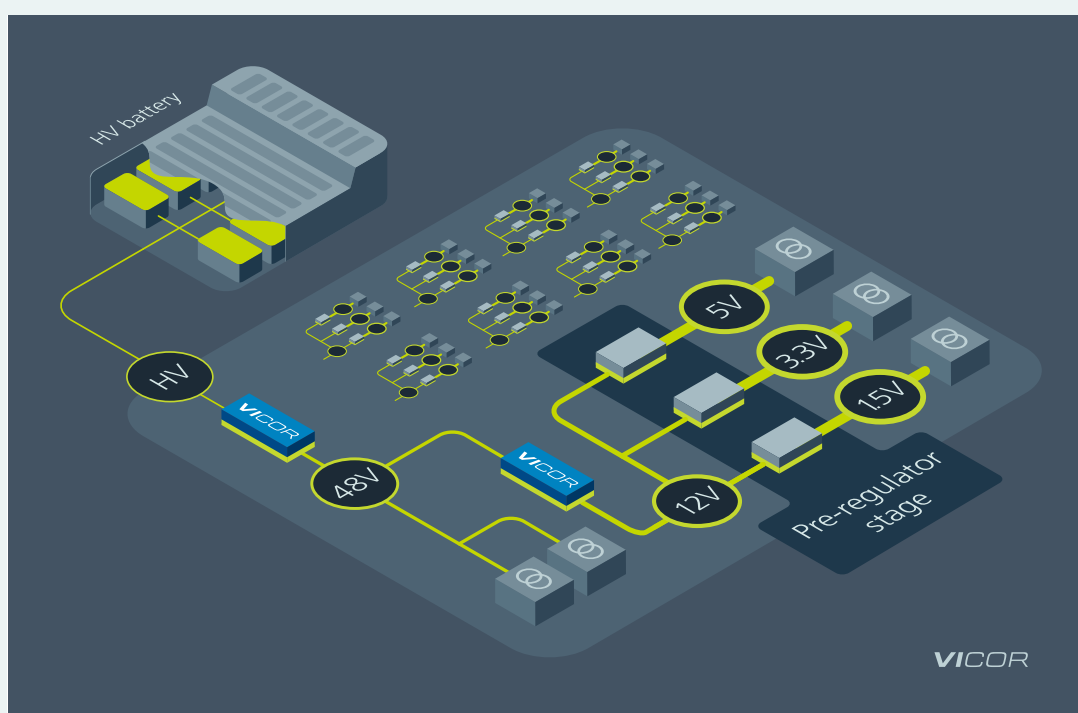 HV battery
5V
3.3V
1.5V
HV
VICOR
48V
VICOR
12V
Pre-regulator
stage
VICOR